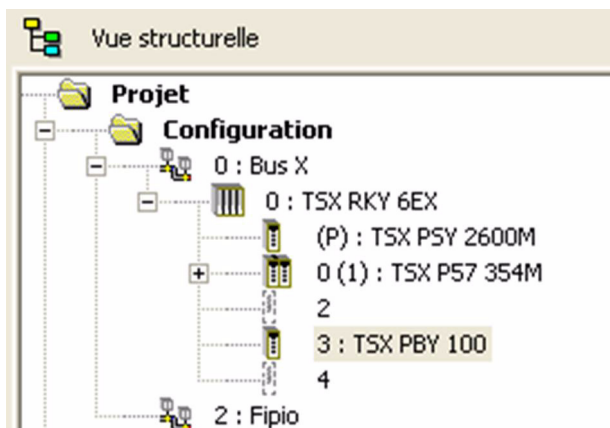 Vue structurelle
Projet
Configuration
0 : Bus X
0 : TSX RKY 6EX
(P) : TSX PSY 2600M
0 (1) : TSX P57 354M
2
3 : TSX PBY 100
4
2 : Fipio